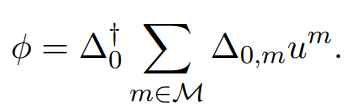 ϕ = Δ₀^† ∑_{m∈ℳ} Δ_{0,m} u^m.